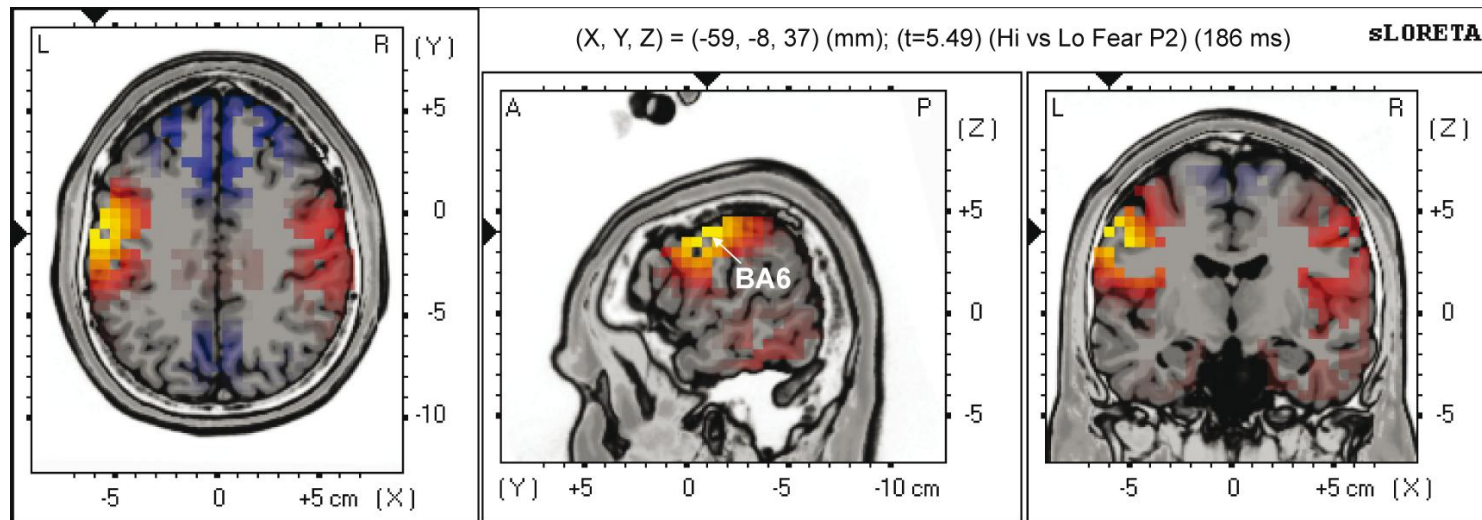 (X, Y, Z) = (-59, -8, 37) (mm); (t=5.49) (Hi vs Lo Fear P2) (186 ms) sLORETA
L R (Y)
+5
0
-5
-10
-5 0 +5 cm (X)
A P (Z)
+5
0
-5
BA6
(Y) +5 0 -5 -10 cm
L R (Z)
+5
0
-5
-5 0 +5 cm (X)